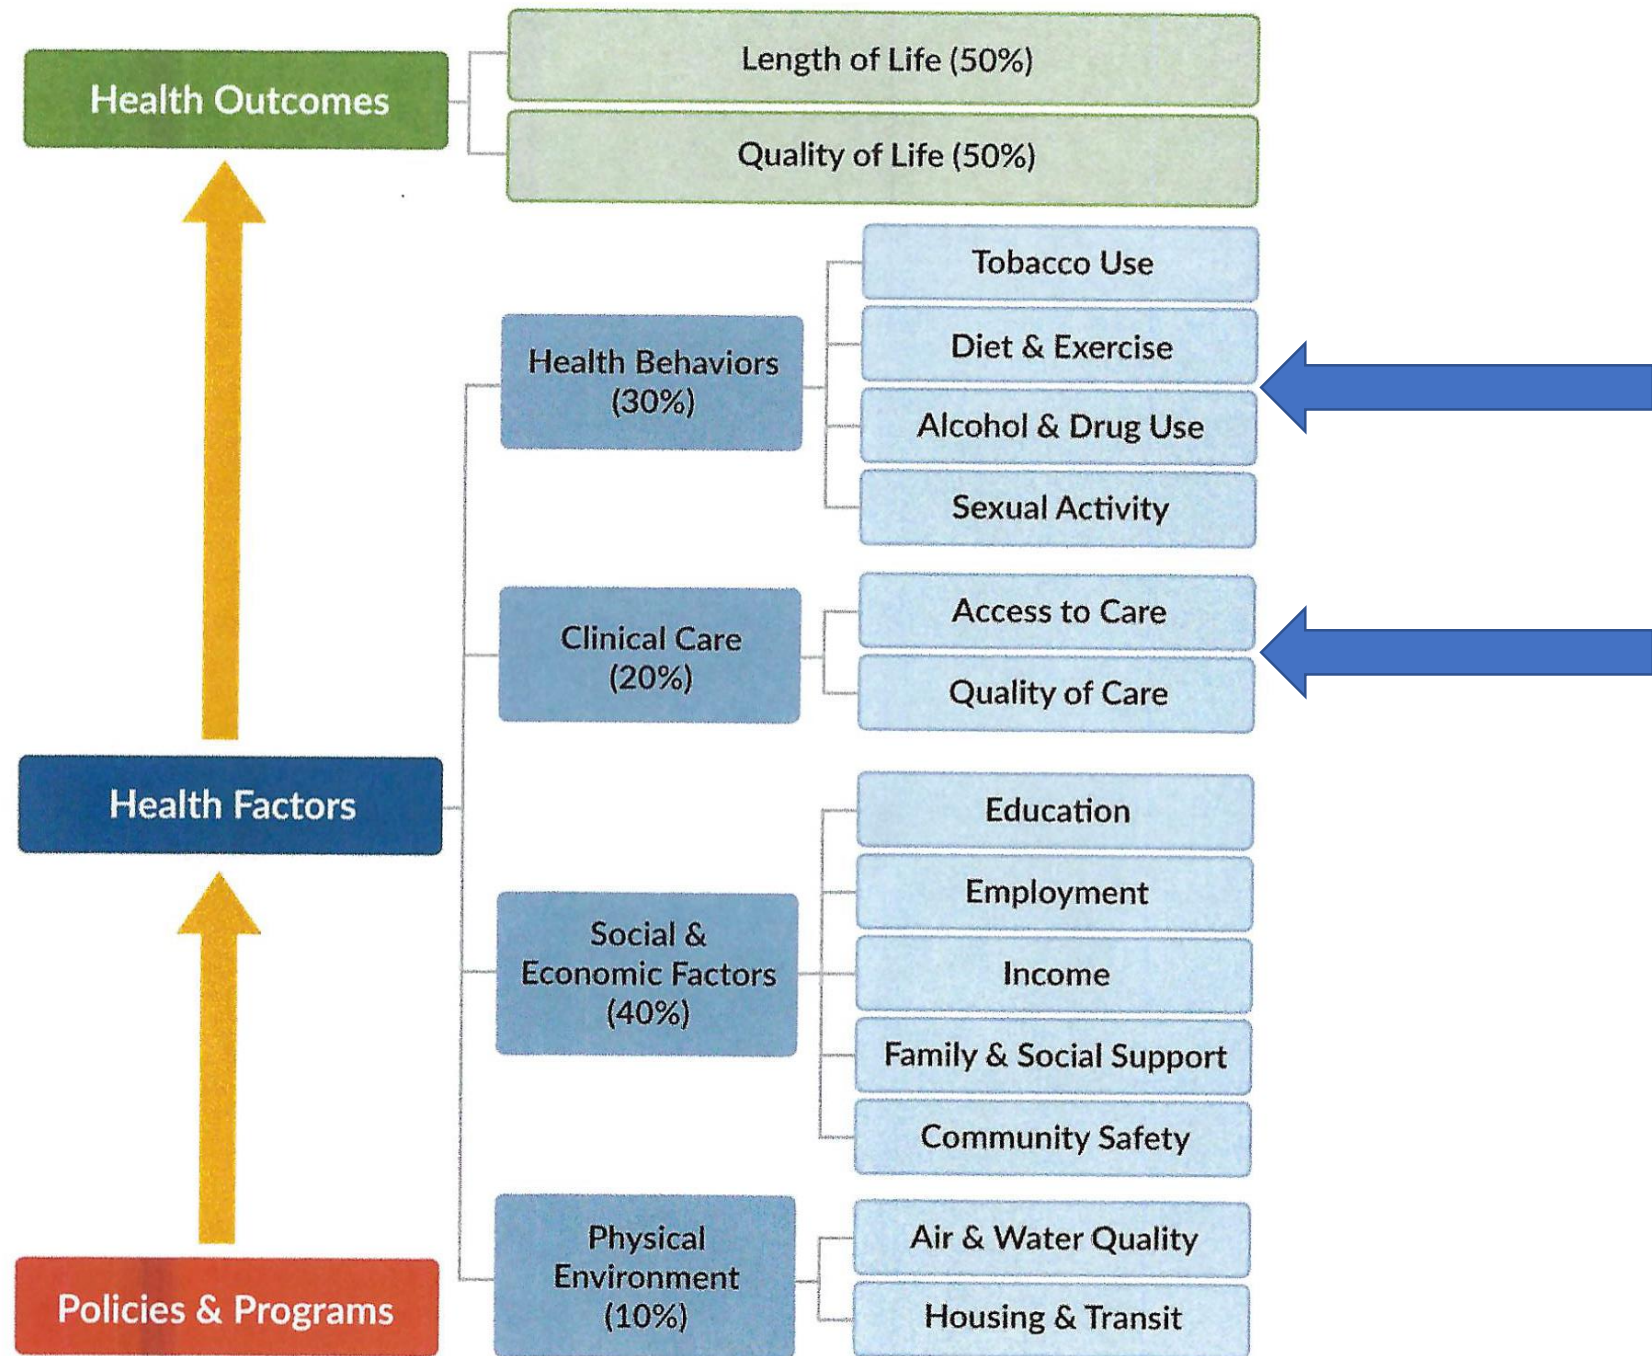 Health Outcomes
Length of Life (50%)
Quality of Life (50%)
Tobacco Use
Health Behaviors
(30%)
Diet & Exercise
Alcohol & Drug Use
Sexual Activity
Clinical Care
(20%)
Access to Care
Quality of Care
Health Factors
Education
Social &
Economic Factors
(40%)
Employment
Income
Family & Social Support
Community Safety
Physical
Environment
(10%)
Air & Water Quality
Housing & Transit
Policies & Programs